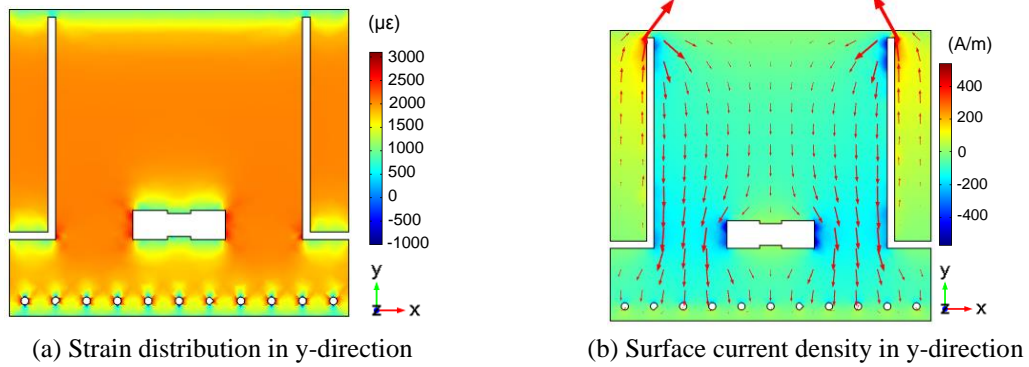 (με)
3000
2500
2000
1500
1000
500
0
-500
-1000
y
z x
(a) Strain distribution in y-direction
(A/m)
400
200
0
-200
-400
y
z x
(b) Surface current density in y-direction